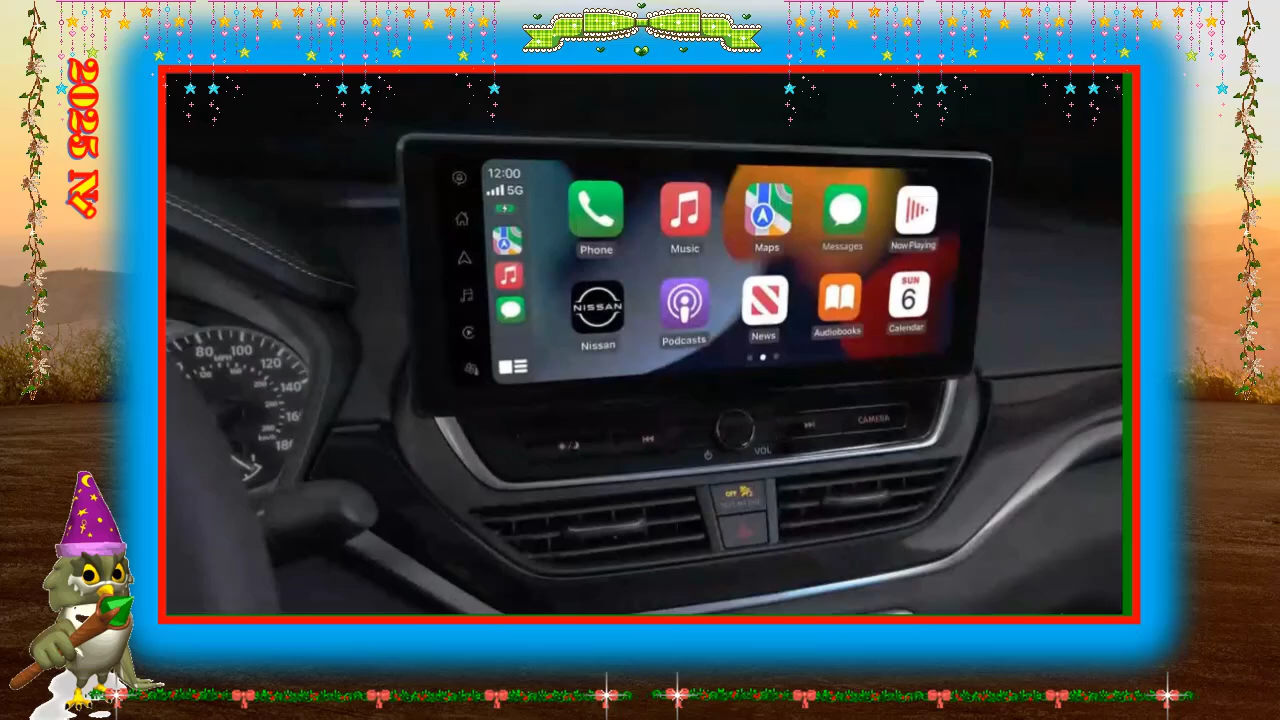 2025 N
12:00
5G
Phone
Music
Maps
Messages
Now Playing
NISSAN
Nissan
Podcasts
News
Audiobooks
SUN
6
Calendar
80
100
120
140
MPH
km/h
CAMERA
VOL
OFF